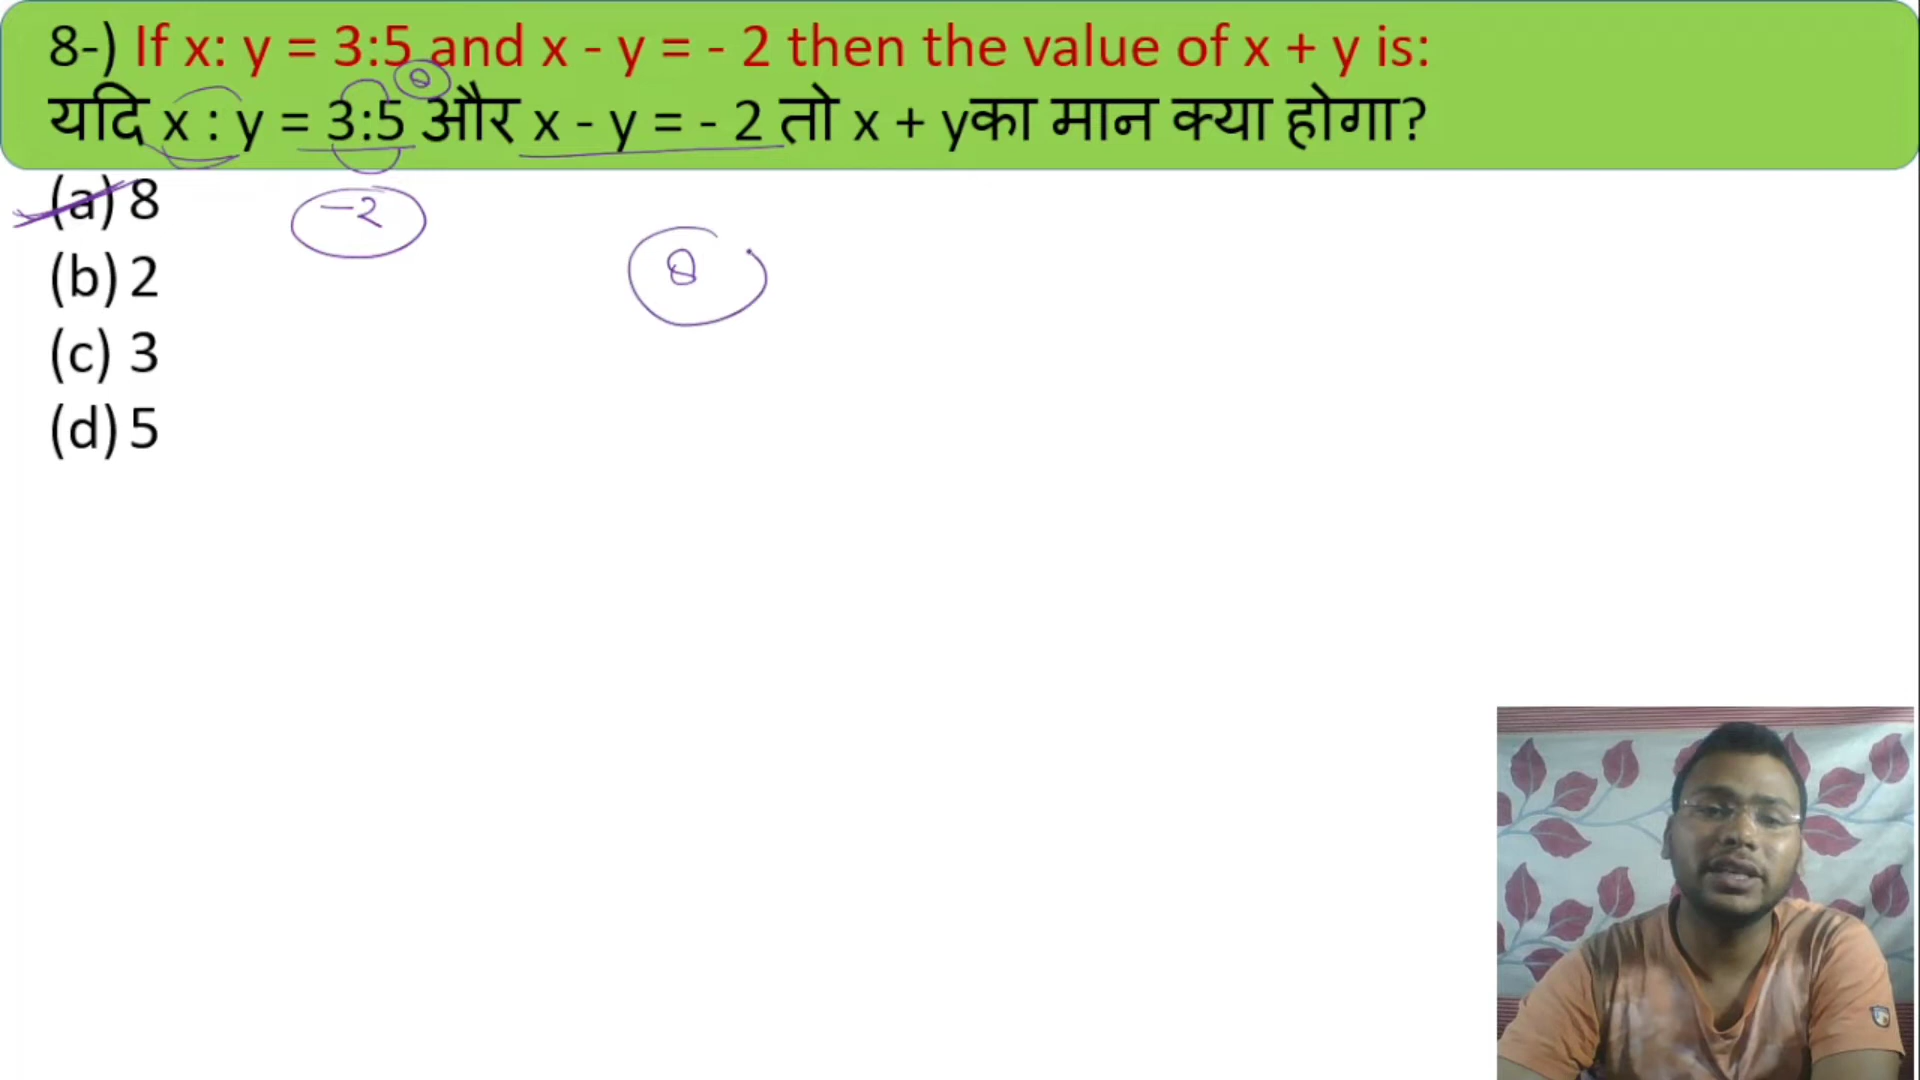 8-) If x: y = 3:5 and x - y = - 2 then the value of x + y is:
8
यदि x : y = 3:5 और x - y = - 2 तो x + yका मान क्या होगा?
(a) 8
-2
8
(b) 2
(c) 3
(d) 5